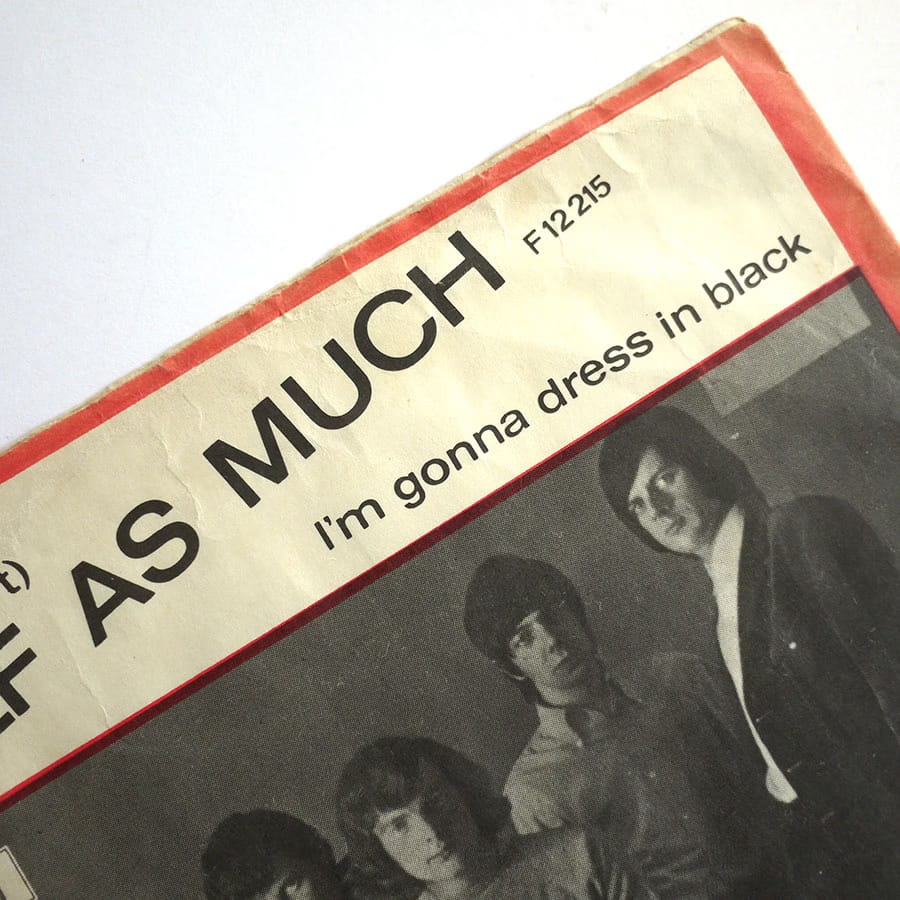 t)
F AS MUCH F 12 215
I'm gonna dress in black